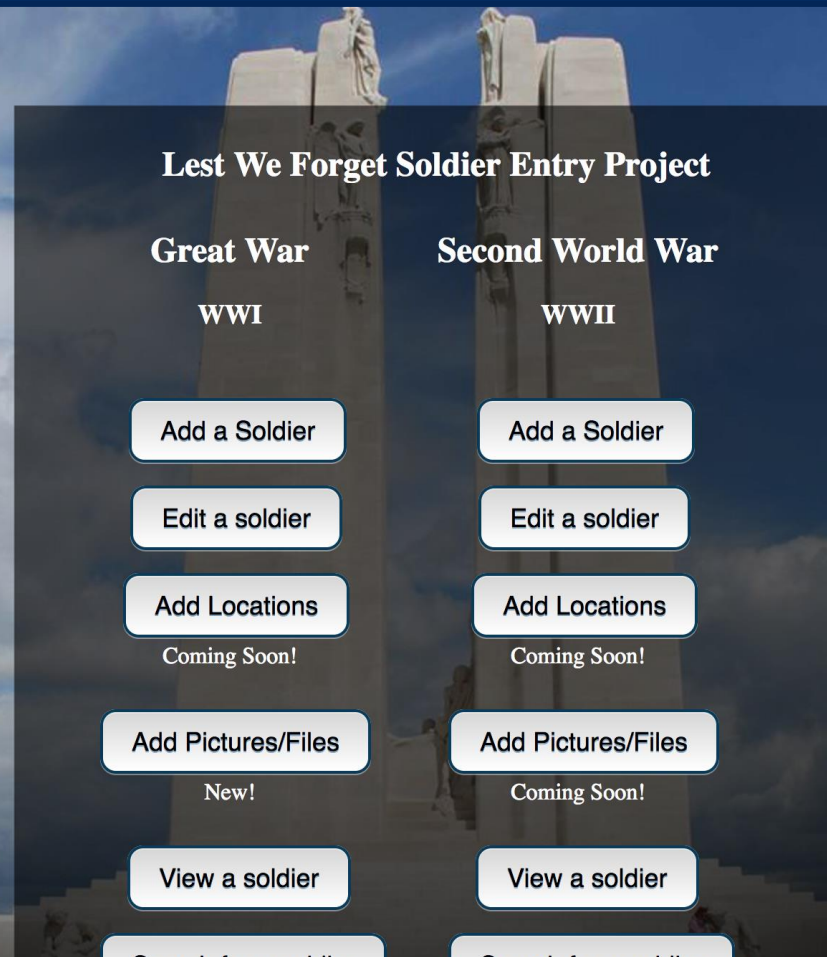 Lest We Forget Soldier Entry Project
Great War Second World War
WWI WWII
Add a Soldier Add a Soldier
Edit a soldier Edit a soldier
Add Locations Add Locations
Coming Soon! Coming Soon!
Add Pictures/Files Add Pictures/Files
New! Coming Soon!
View a soldier View a soldier